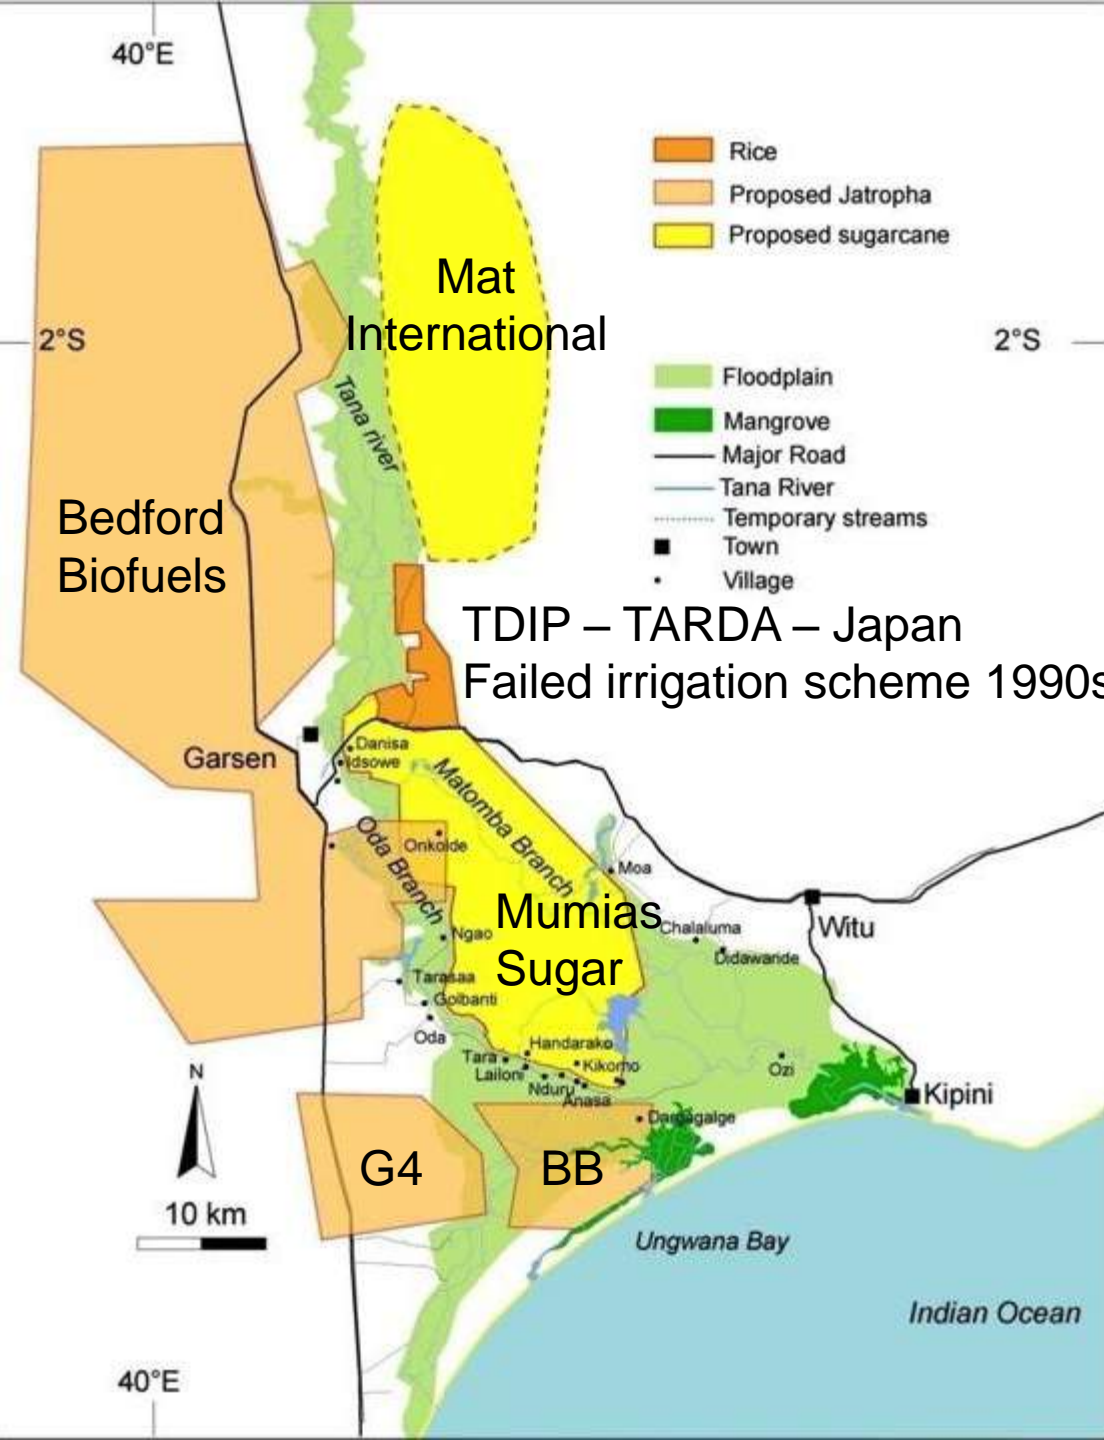 40°E
Rice
Proposed Jatropha
Proposed sugarcane
Mat
International
2°S
2°S
Floodplain
Mangrove
Major Road
Tana River
Temporary streams
Town
Village
Tana river
Bedford
Biofuels
TDIP – TARDA – Japan
Failed irrigation scheme 1990s
Garsen
Danisa
Idsowe
Matomba Branch
Oda Branch
Onkolde
Moa
Mumias
Sugar
Chalaluma
Witu
Didawaride
Ngao
Tarasaa
Golbanti
Oda
Handarako
Tara
Kikomo
Lailoni
Nduru
Anasa
Ozi
Kipini
Dargagalge
N
G4
BB
10 km
Ungwana Bay
Indian Ocean
40°E